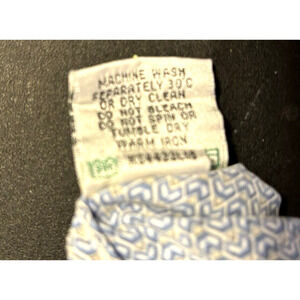 MACHINE WASH
SEPARATELY 30°C
OR DRY CLEAN
DO NOT BLEACH
DO NOT SPIN OR
TUMBLE DRY
WARM IRON